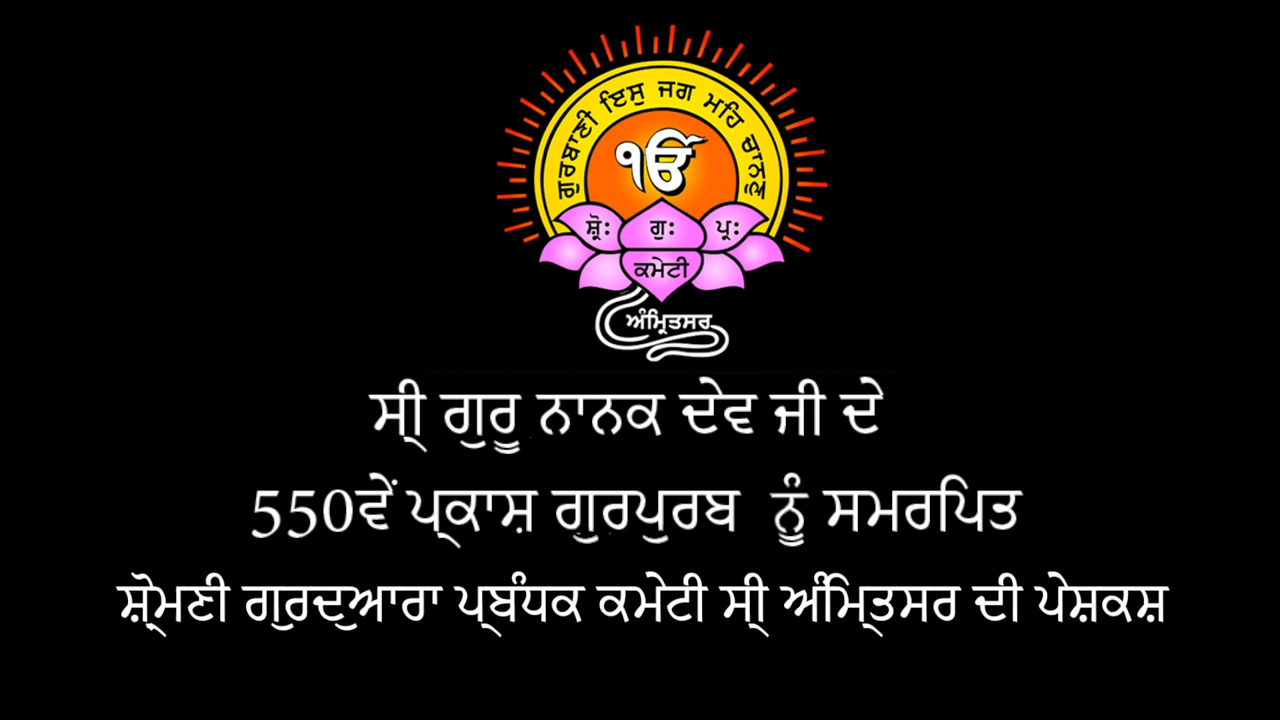 ਗੁਰਬਾਣੀ ਇਸੁ ਜਗ ਮਹਿ ਚਾਨਣੁ
ੴ
ਸ਼੍ਰੋ: ਗੁ: ਪ੍ਰ:
ਕਮੇਟੀ
ਅੰਮ੍ਰਿਤਸਰ
ਸ੍ਰੀ ਗੁਰੂ ਨਾਨਕ ਦੇਵ ਜੀ ਦੇ
550ਵੇਂ ਪ੍ਰਕਾਸ਼ ਗੁਰਪੁਰਬ ਨੂੰ ਸਮਰਪਿਤ
ਸ਼੍ਰੋਮਣੀ ਗੁਰਦੁਆਰਾ ਪ੍ਰਬੰਧਕ ਕਮੇਟੀ ਸ੍ਰੀ ਅੰਮ੍ਰਿਤਸਰ ਦੀ ਪੇਸ਼ਕਸ਼